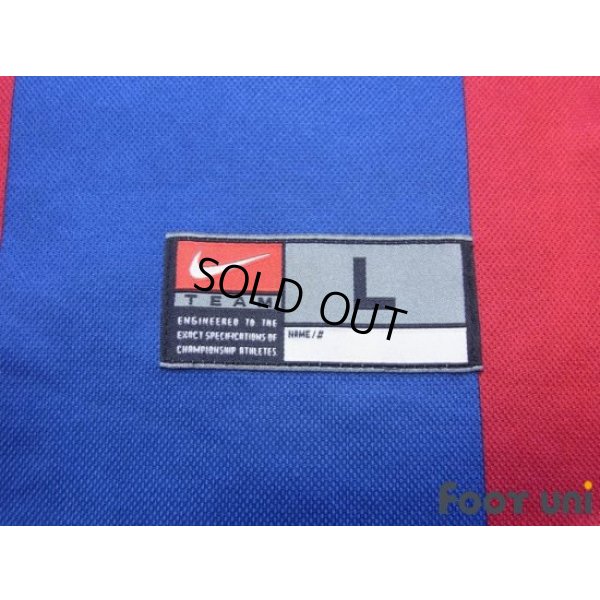 SOLD OUT
TEAM
L
ENGINEERED TO THE
EXACT SPECIFICATIONS OF
CHAMPIONSHIP ATHLETES
NAME/#
FOOT UNI